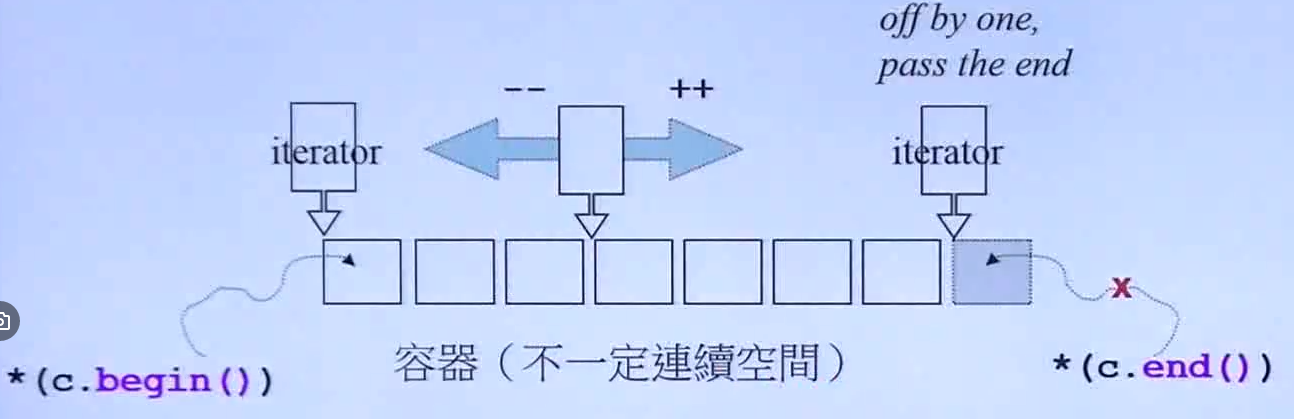 off by one,
pass the end
-- ++
iterator
iterator
x
*(c.begin())
容器（不一定連續空間）
*(c.end())